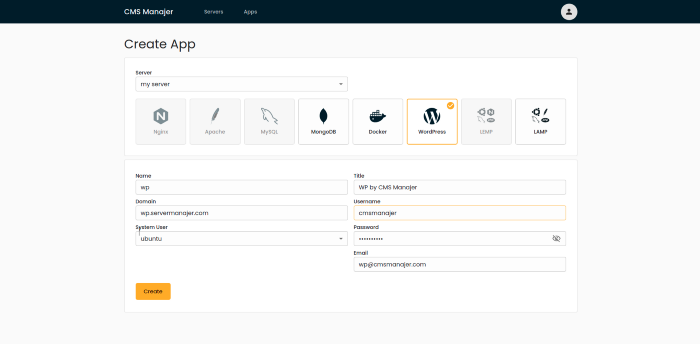 CMS Manajer Servers Apps
Create App
Server
my server
Nginx Apache MySQL MongoDB Docker WordPress LEMP LAMP
Name Title
wp WP by CMS Manajer
Domain Username
wp.servermanajer.com cmsmanajer
System User Password
ubuntu ••••••••••
Email
wp@cmsmanajer.com
Create